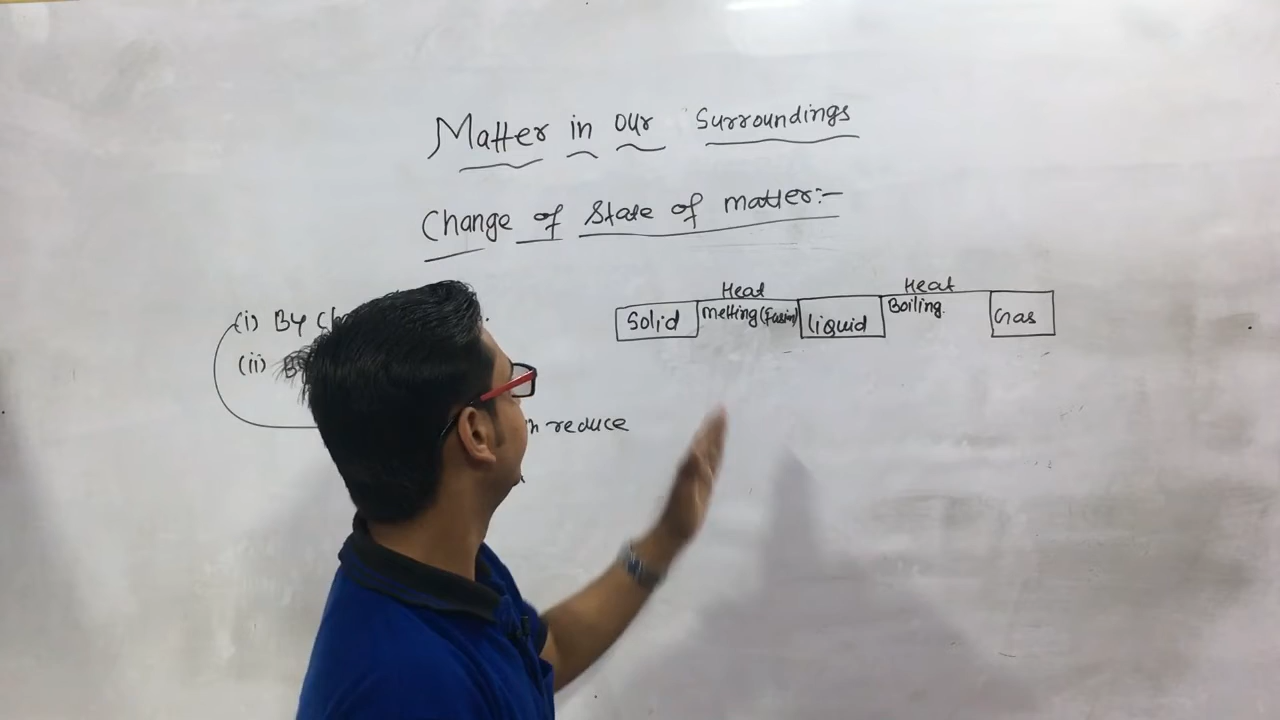 Matter in our Surroundings
Change of State of matter:-
(i) By
(ii)
reduce
Heat
Heat
Solid
melting (Fusion)
Liquid
Boiling.
Gas